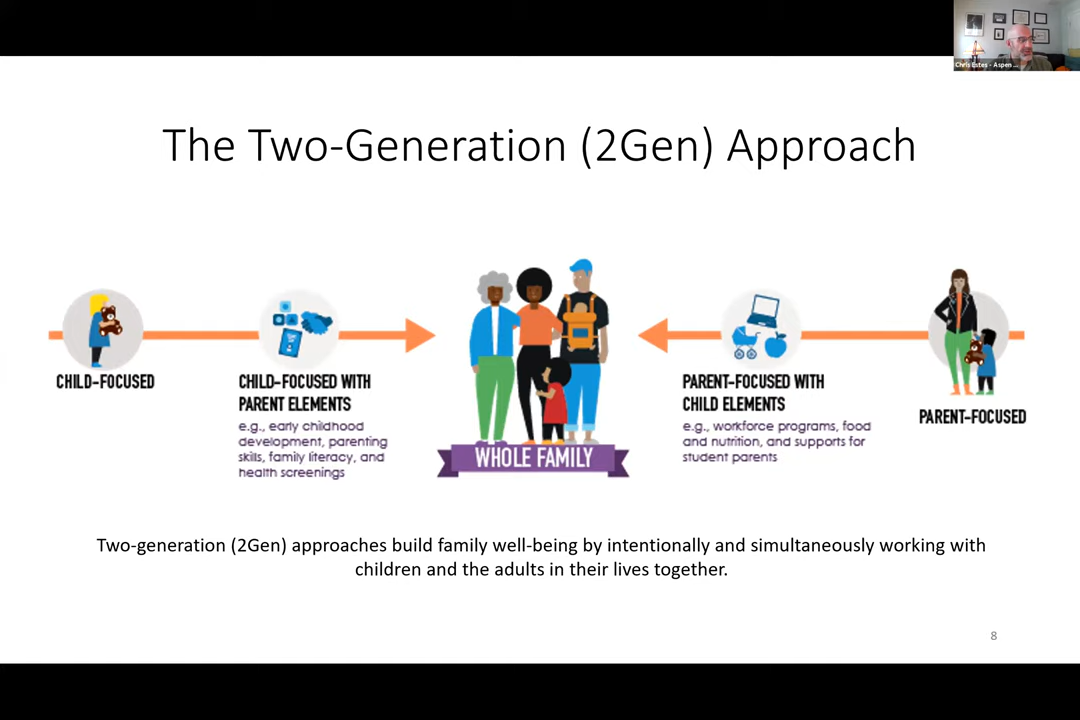 Chris Estes - Aspen ...
The Two-Generation (2Gen) Approach
CHILD-FOCUSED
CHILD-FOCUSED WITH
PARENT ELEMENTS
e.g., early childhood
development, parenting
skills, family literacy, and
health screenings
WHOLE FAMILY
PARENT-FOCUSED WITH
CHILD ELEMENTS
e.g., workforce programs, food
and nutrition, and supports for
student parents
PARENT-FOCUSED
Two-generation (2Gen) approaches build family well-being by intentionally and simultaneously working with
children and the adults in their lives together.
8